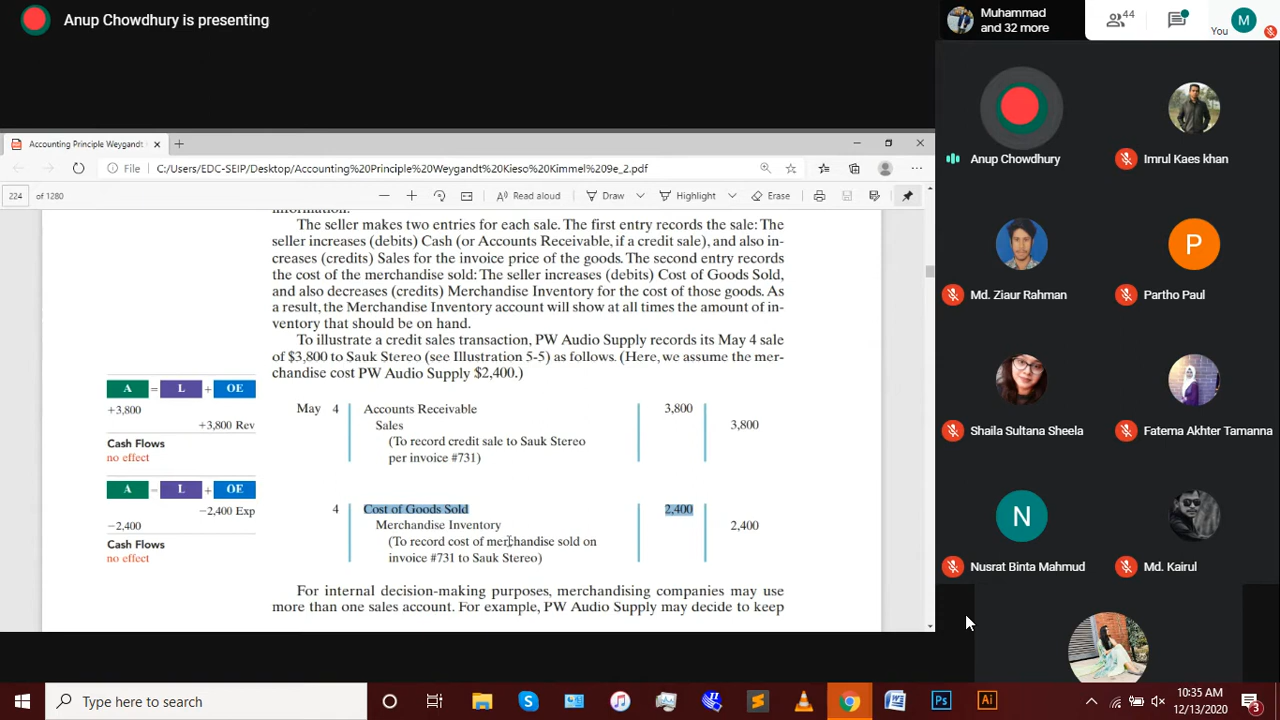 Anup Chowdhury is presenting
Muhammad
and 32 more
44
You
M
Accounting Principle Weygandt
File
C:/Users/EDC-SEIP/Desktop/Accounting%20Principle%20Weygandt%20Kieso%20Kimmel%209e_2.pdf
224 of 1280
Read aloud
Draw
Highlight
Erase
information.
The seller makes two entries for each sale. The first entry records the sale: The
seller increases (debits) Cash (or Accounts Receivable, if a credit sale), and also in-
creases (credits) Sales for the invoice price of the goods. The second entry records
the cost of the merchandise sold: The seller increases (debits) Cost of Goods Sold,
and also decreases (credits) Merchandise Inventory for the cost of those goods. As
a result, the Merchandise Inventory account will show at all times the amount of in-
ventory that should be on hand.
To illustrate a credit sales transaction, PW Audio Supply records its May 4 sale
of $3,800 to Sauk Stereo (see Illustration 5-5) as follows. (Here, we assume the mer-
chandise cost PW Audio Supply $2,400.)
A = L + OE
+3,800
+3,800 Rev
Cash Flows
no effect
May 4 Accounts Receivable 3,800
Sales 3,800
(To record credit sale to Sauk Stereo
per invoice #731)
A = L + OE
-2,400 Exp
-2,400
Cash Flows
no effect
4 Cost of Goods Sold 2,400
Merchandise Inventory 2,400
(To record cost of merchandise sold on
invoice #731 to Sauk Stereo)
For internal decision-making purposes, merchandising companies may use
more than one sales account. For example, PW Audio Supply may decide to keep
Anup Chowdhury
Imrul Kaes khan
P
Md. Ziaur Rahman
Partho Paul
Shaila Sultana Sheela
Fatema Akhter Tamanna
N
Nusrat Binta Mahmud
Md. Kairul
Type here to search
S
W
Ps
Ai
10:35 AM
12/13/2020
3